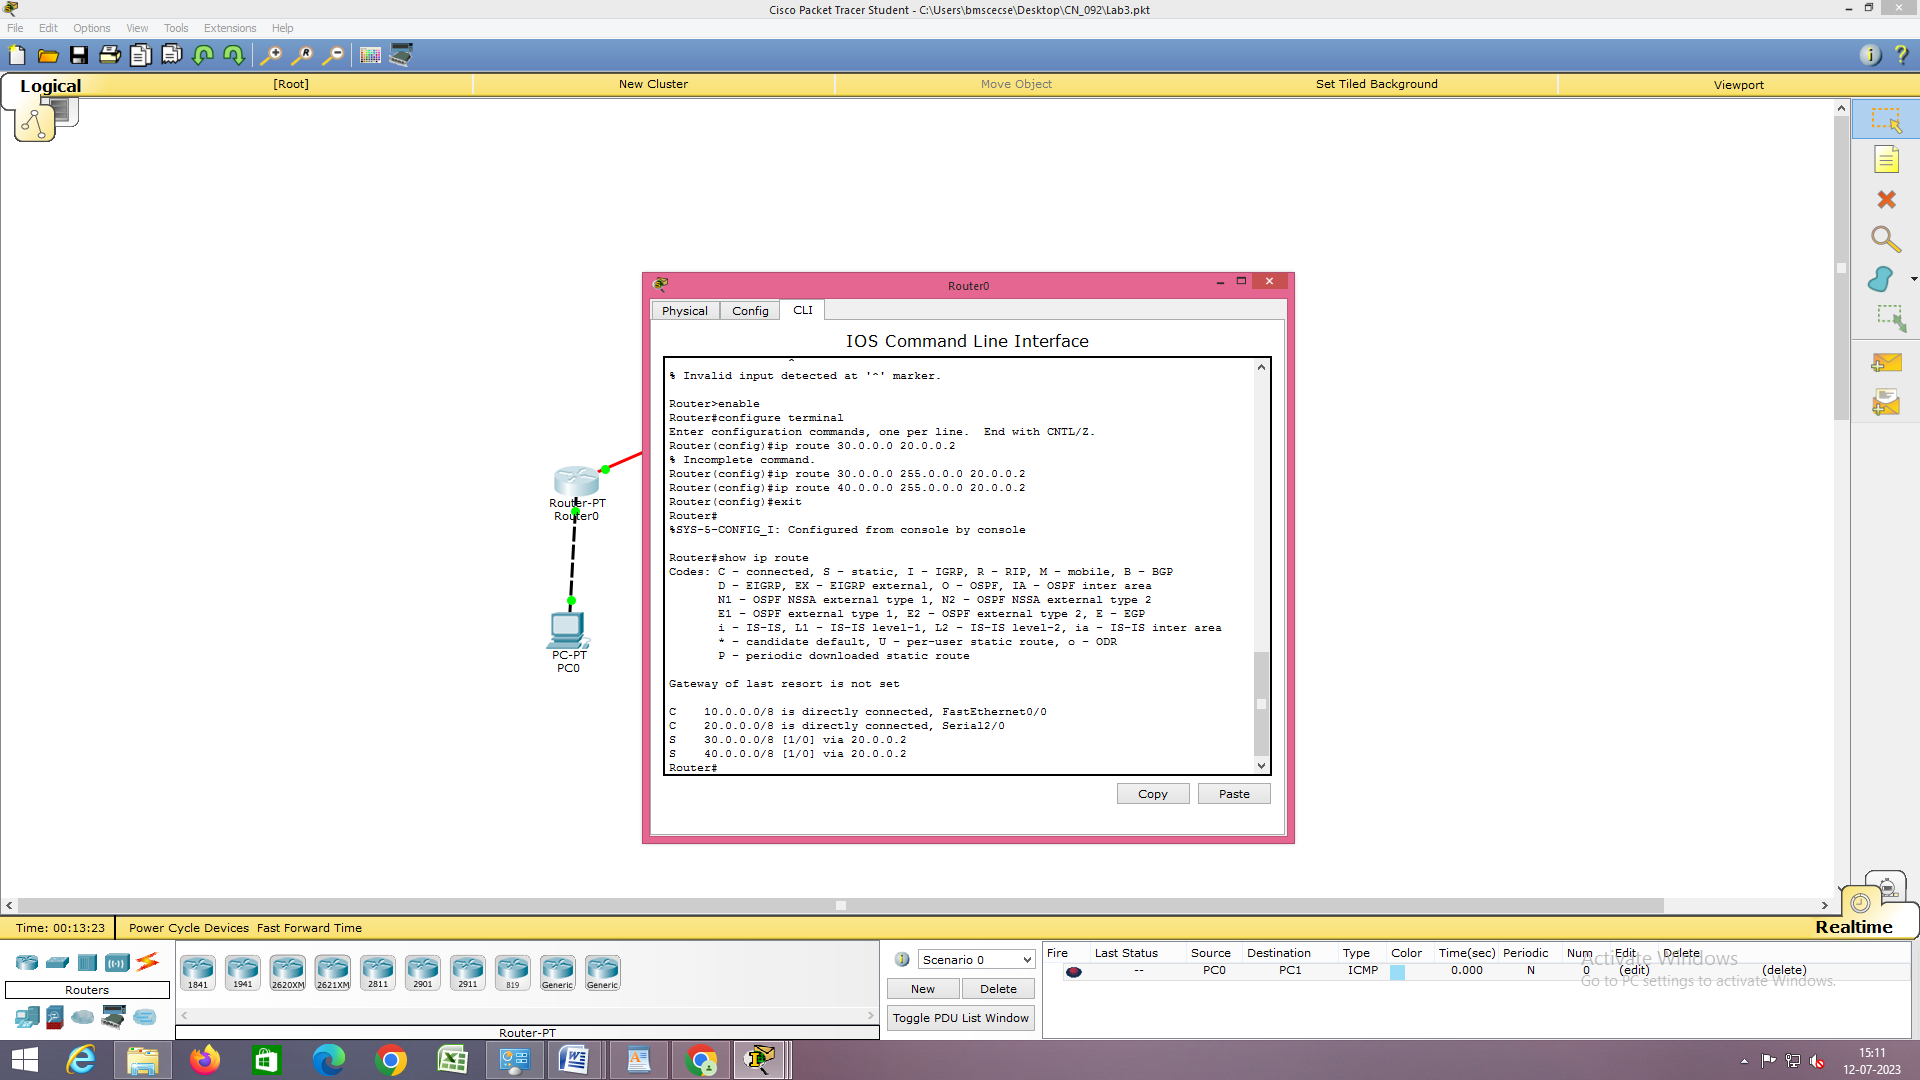 Cisco Packet Tracer Student - C:\Users\bmscecse\Desktop\CN_092\Lab3.pkt
File Edit Options View Tools Extensions Help
Logical [Root] New Cluster Move Object Set Tiled Background Viewport
Router0
Physical Config CLI
IOS Command Line Interface
^
% Invalid input detected at '^' marker.
Router>enable
Router#configure terminal
Enter configuration commands, one per line.  End with CNTL/Z.
Router(config)#ip route 30.0.0.0 20.0.0.2
% Incomplete command.
Router(config)#ip route 30.0.0.0 255.0.0.0 20.0.0.2
Router(config)#ip route 40.0.0.0 255.0.0.0 20.0.0.2
Router(config)#exit
Router#
%SYS-5-CONFIG_I: Configured from console by console
Router#show ip route
Codes: C - connected, S - static, I - IGRP, R - RIP, M - mobile, B - BGP
D - EIGRP, EX - EIGRP external, O - OSPF, IA - OSPF inter area
N1 - OSPF NSSA external type 1, N2 - OSPF NSSA external type 2
E1 - OSPF external type 1, E2 - OSPF external type 2, E - EGP
i - IS-IS, L1 - IS-IS level-1, L2 - IS-IS level-2, ia - IS-IS inter area
* - candidate default, U - per-user static route, o - ODR
P - periodic downloaded static route
Gateway of last resort is not set
C    10.0.0.0/8 is directly connected, FastEthernet0/0
C    20.0.0.0/8 is directly connected, Serial2/0
S    30.0.0.0/8 [1/0] via 20.0.0.2
S    40.0.0.0/8 [1/0] via 20.0.0.2
Router#
Copy Paste
Router-PT
Router0
PC-PT
PC0
Time: 00:13:23 Power Cycle Devices Fast Forward Time
Realtime
Routers
1841 1941 2620XM 2621XM 2811 2901 2911 819 Generic Generic
Router-PT
Scenario 0
New Delete
Toggle PDU List Window
Fire Last Status Source Destination Type Color Time(sec) Periodic Num Edit Delete
-- PC0 PC1 ICMP 0.000 N 0 (edit) (delete)
Activate Windows
Go to PC settings to activate Windows.
15:11
12-07-2023